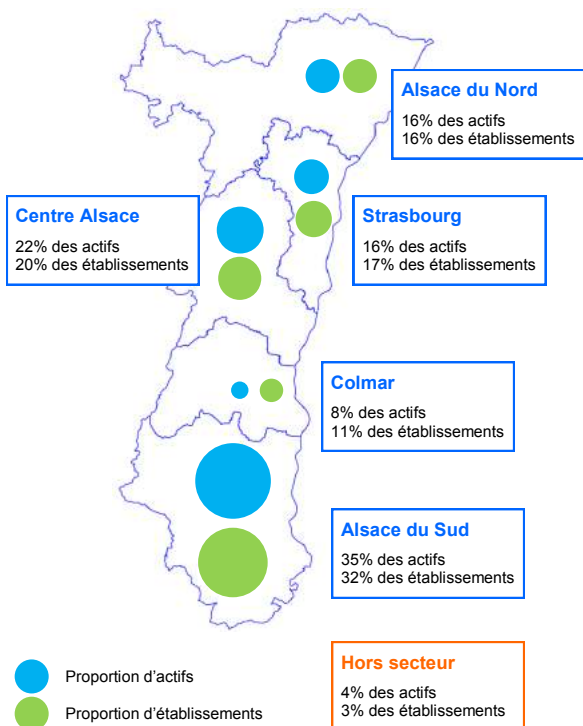 Alsace du Nord
16% des actifs
16% des établissements
Centre Alsace
22% des actifs
20% des établissements
Strasbourg
16% des actifs
17% des établissements
Colmar
8% des actifs
11% des établissements
Alsace du Sud
35% des actifs
32% des établissements
Hors secteur
4% des actifs
3% des établissements
Proportion d'actifs
Proportion d'établissements